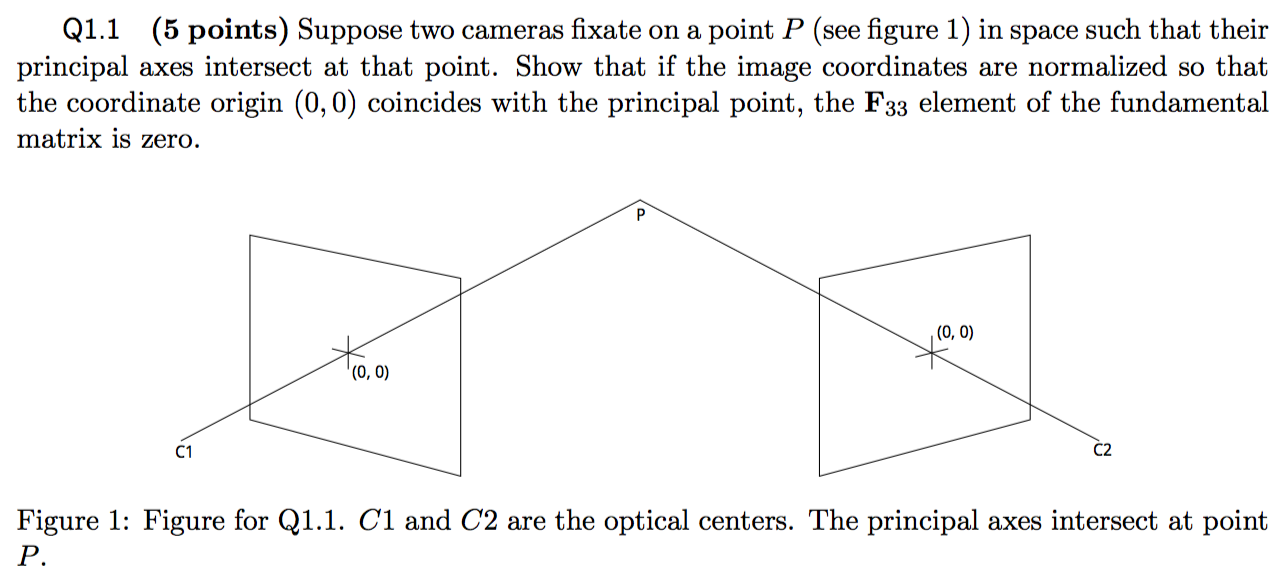 Q1.1 (5 points) Suppose two cameras fixate on a point P (see figure 1) in space such that their
principal axes intersect at that point. Show that if the image coordinates are normalized so that
the coordinate origin (0, 0) coincides with the principal point, the F33 element of the fundamental
matrix is zero.
P
(0, 0)
(0, 0)
C1
C2
Figure 1: Figure for Q1.1. C1 and C2 are the optical centers. The principal axes intersect at point
P.